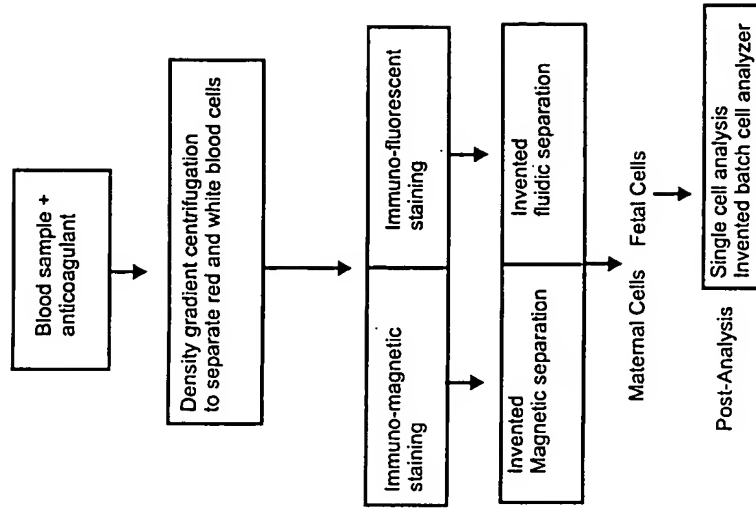 Blood sample +
anticoagulant
Density gradient centrifugation
to separate red and white blood cells
Immuno-magnetic
staining
Immuno-fluorescent
staining
Invented
Magnetic separation
Invented
fluidic separation
Maternal Cells
Fetal Cells
Post-Analysis
Single cell analysis
Invented batch cell analyzer